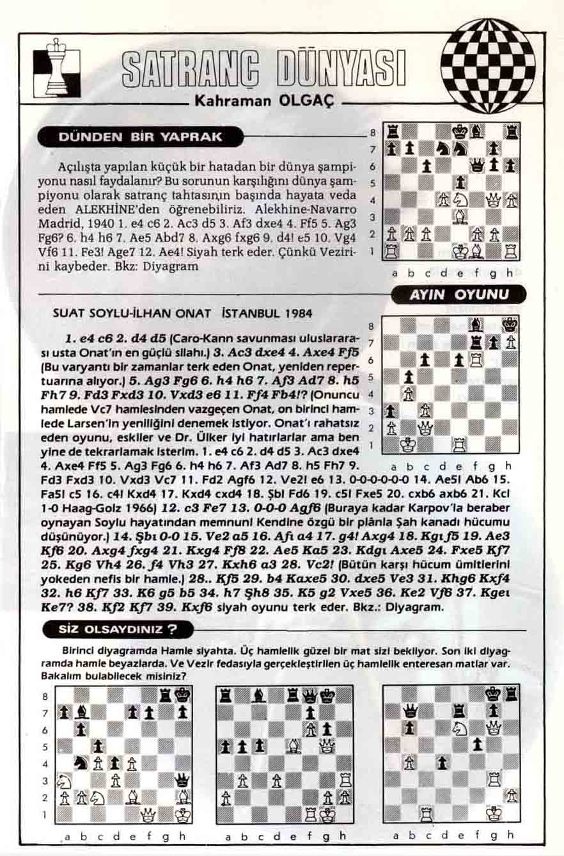 SATRANÇ DÜNYASI
Kahraman OLGAÇ
DÜNDEN BİR YAPRAK
Açılışta yapılan küçük bir hatadan bir dünya şampi-
yonu nasıl faydalanır? Bu sorunun karşılığını dünya şam-
piyonu olarak satranç tahtasının başında hayata veda
eden ALEKHİNE'den öğrenebiliriz. Alekhine-Navarro
Madrid, 1940 1. e4 c6 2. Ac3 d5 3. Af3 dxe4 4. Ff5 5. Ag3
Fg6? 6. h4 h6 7. Ae5 Abd7 8. Axg6 fxg6 9. d4! e5 10. Vg4
Vf6 11. Fe3! Age7 12. Ae4! Siyah terk eder. Çünkü Veziri-
ni kaybeder. Bkz: Diyagram
8
7
6
5
4
3
2
1
a b c d e f g h
AYIN OYUNU
SUAT SOYLU-İLHAN ONAT İSTANBUL 1984
1. e4 c6 2. d4 d5 (Caro-Kann savunması uluslarara-
sı usta Onat'ın en güçlü silahı.) 3. Ac3 dxe4 4. Axe4 Ff5
(Bu varyantı bir zamanlar terk eden Onat, yeniden reper-
tuarına alıyor.) 5. Ag3 Fg6 6. h4 h6 7. Af3 Ad7 8. h5
Fh7 9. Fd3 Fxd3 10. Vxd3 e6 11. Ff4 Fb4!? (Onuncu
hamlede Vc7 hamlesinden vazgeçen Onat, on birinci ham-
lede Larsen'in yeniliğini denemek istiyor. Onat'ı rahatsız
eden oyunu, eskiler ve Dr. Ülker iyi hatırlarlar ama ben
yine de tekrarlamak isterim. 1. e4 c6 2. d4 d5 3. Ac3 dxe4
4. Axe4 Ff5 5. Ag3 Fg6 6. h4 h6 7. Af3 Ad7 8. h5 Fh7 9.
Fd3 Fxd3 10. Vxd3 Vc7 11. Fd2 Agf6 12. Ve2! e6 13. 0-0-0-0-0-0 14. Ae5! Ab6 15.
Fa5! c5 16. c4! Kxd4 17. Kxd4 cxd4 18. Şb1 Fd6 19. c5! Fxe5 20. cxb6 axb6 21. Kc1
1-0 Haag-Golz 1966) 12. c3 Fe7 13. 0-0-0 Agf6 (Buraya kadar Karpov'la beraber
oynayan Soylu hayatından memnun! Kendine özgü bir plânla Şah kanadı hücumu
düşünüyor.) 14. Şb1 0-0 15. Ve2 a5 16. Af1 a4 17. g4! Axg4 18. Kg1 f5 19. Ae3
Kf6 20. Axg4 fxg4 21. Kxg4 Ff8 22. Ae5 Ka5 23. Kdg1 Axe5 24. Fxe5 Kf7
25. Kg6 Vh4 26. f4 Vh3 27. Kxh6 a3 28. Vc2! (Bütün karşı hücum ümitlerini
yokeden nefis bir hamle.) 28.. Kf5 29. b4 Kaxe5 30. dxe5 Ve3 31. Khg6 Kxf4
32. h6 Kf7 33. K6 g5 b5 34. h7 Şh8 35. K5 g2 Vxe5 36. Ke2 Vf6 37. Kge1
Ke7? 38. Kf2 Kf7 39. Kxf6 siyah oyunu terk eder. Bkz.: Diyagram.
8
7
6
5
4
3
2
1
a b c d e f g h
SİZ OLSAYDINIZ ?
Birinci diyagramda Hamle siyahta. Üç hamlelik güzel bir mat sizi bekliyor. Son iki diyag-
ramda hamle beyazlarda. Ve Vezir fedasıyla gerçekleştirilen üç hamlelik enteresan matlar var.
Bakalım bulabilecek misiniz?
8
7
6
5
4
3
2
1
a b c d e f g h
a b c d e f g h
a b c d e f g h